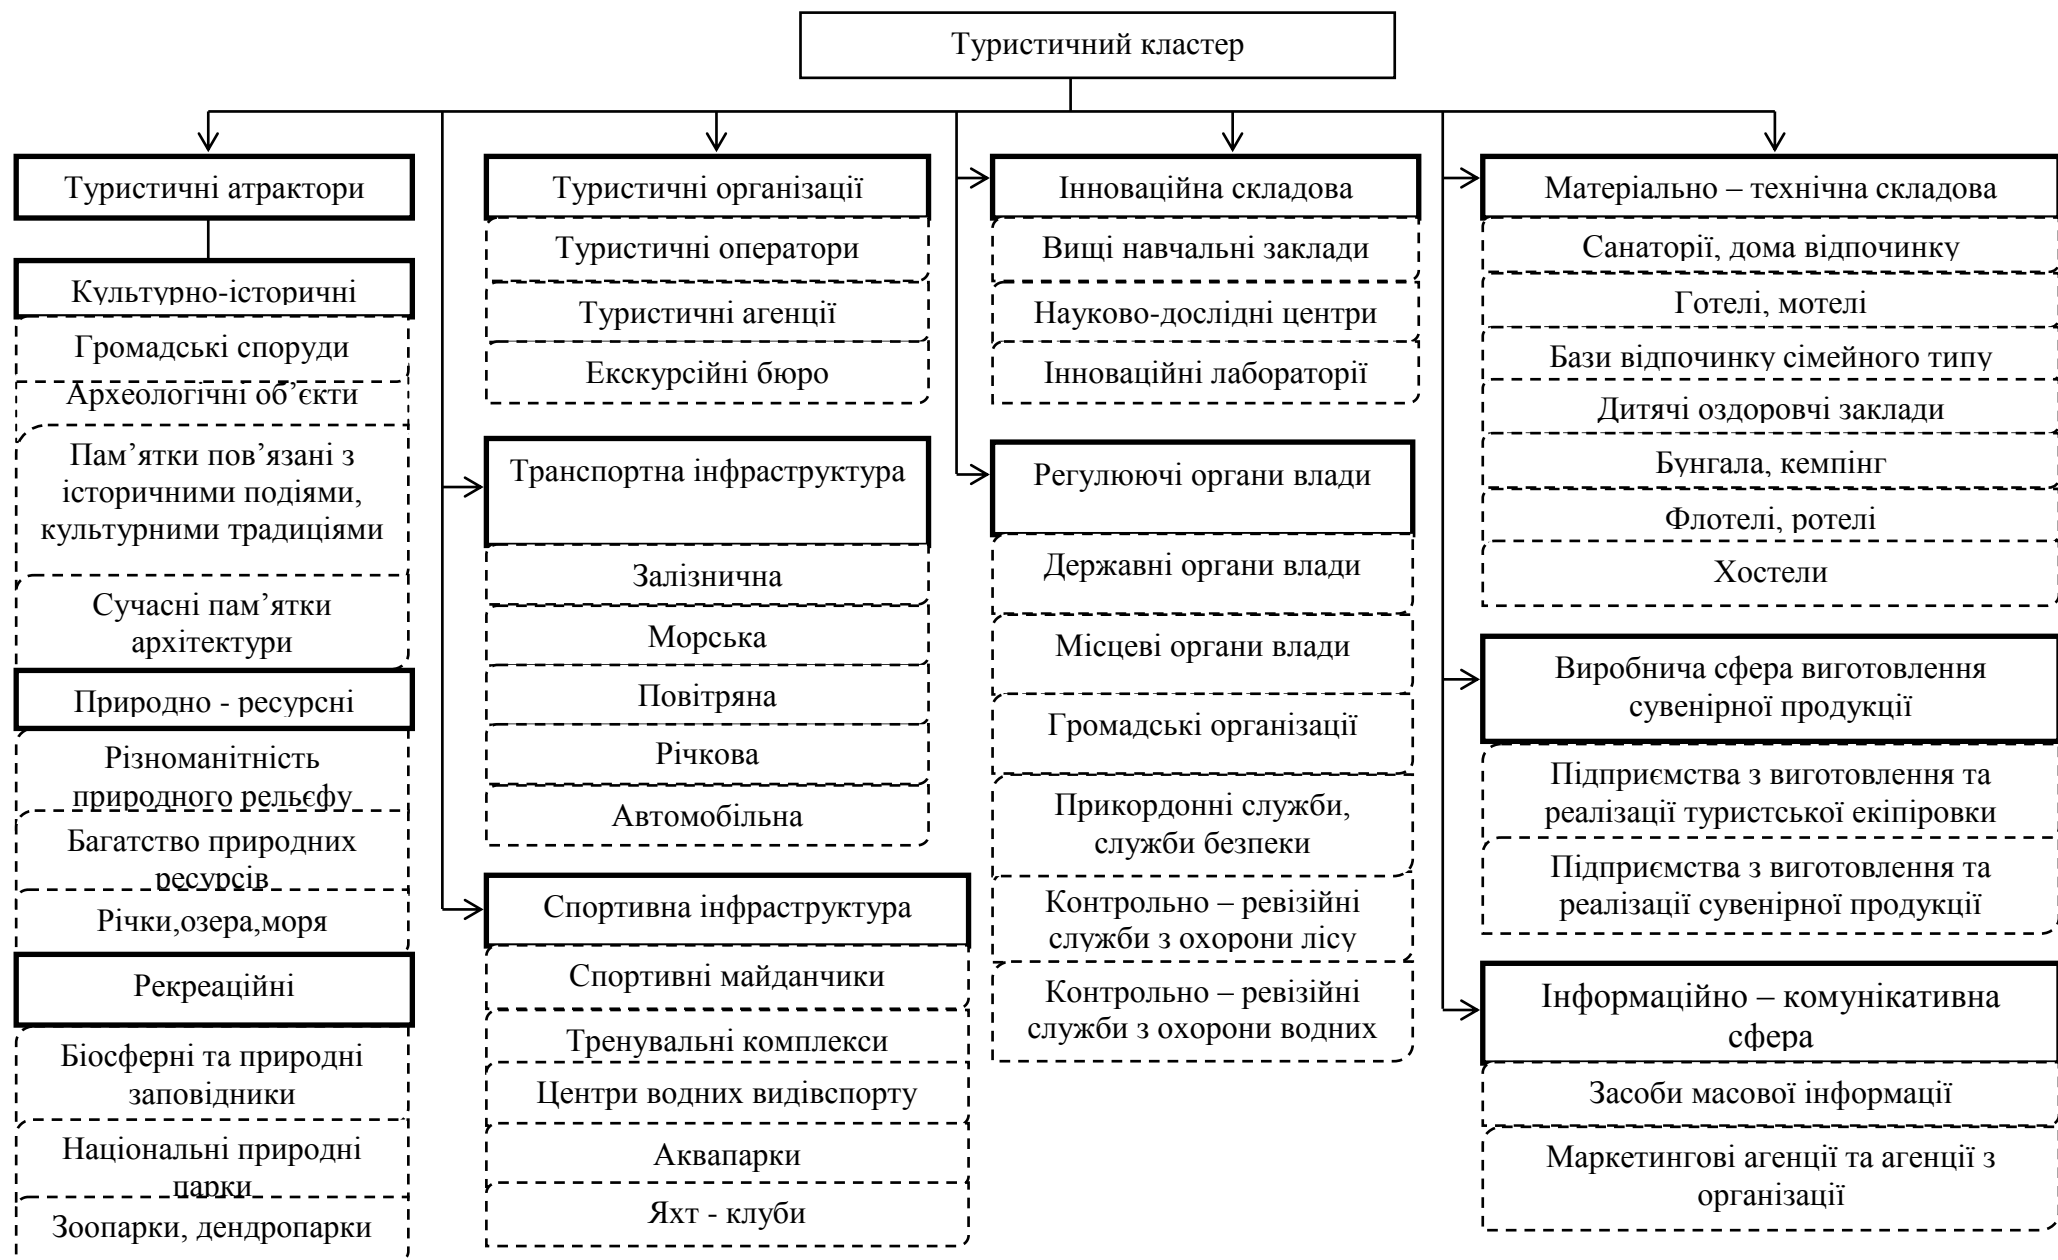 Туристичний кластер
Туристичні атрактори
Культурно-історичні
Громадські споруди
Археологічні об’єкти
Пам’ятки пов’язані з
історичними подіями,
культурними традиціями
Сучасні пам’ятки
архітектури
Природно - ресурсні
Різноманітність
природного рельєфу
Багатство природних
ресурсів
Річки,озера,моря
Рекреаційні
Біосферні та природні
заповідники
Національні природні
парки
Зоопарки, дендропарки
Туристичні організації
Туристичні оператори
Туристичні агенції
Екскурсійні бюро
Транспортна інфраструктура
Залізнична
Морська
Повітряна
Річкова
Автомобільна
Спортивна інфраструктура
Спортивні майданчики
Тренувальні комплекси
Центри водних видівспорту
Аквапарки
Яхт - клуби
Інноваційна складова
Вищі навчальні заклади
Науково-дослідні центри
Інноваційні лабораторії
Регулюючі органи влади
Державні органи влади
Місцеві органи влади
Громадські організації
Прикордонні служби,
служби безпеки
Контрольно – ревізійні
служби з охорони лісу
Контрольно – ревізійні
служби з охорони водних
Матеріально – технічна складова
Санаторії, дома відпочинку
Готелі, мотелі
Бази відпочинку сімейного типу
Дитячі оздоровчі заклади
Бунгала, кемпінг
Флотелі, ротелі
Хостели
Виробнича сфера виготовлення
сувенірної продукції
Підприємства з виготовлення та
реалізації туристської екіпіровки
Підприємства з виготовлення та
реалізації сувенірної продукції
Інформаційно – комунікативна
сфера
Засоби масової інформації
Маркетингові агенції та агенції з
організації